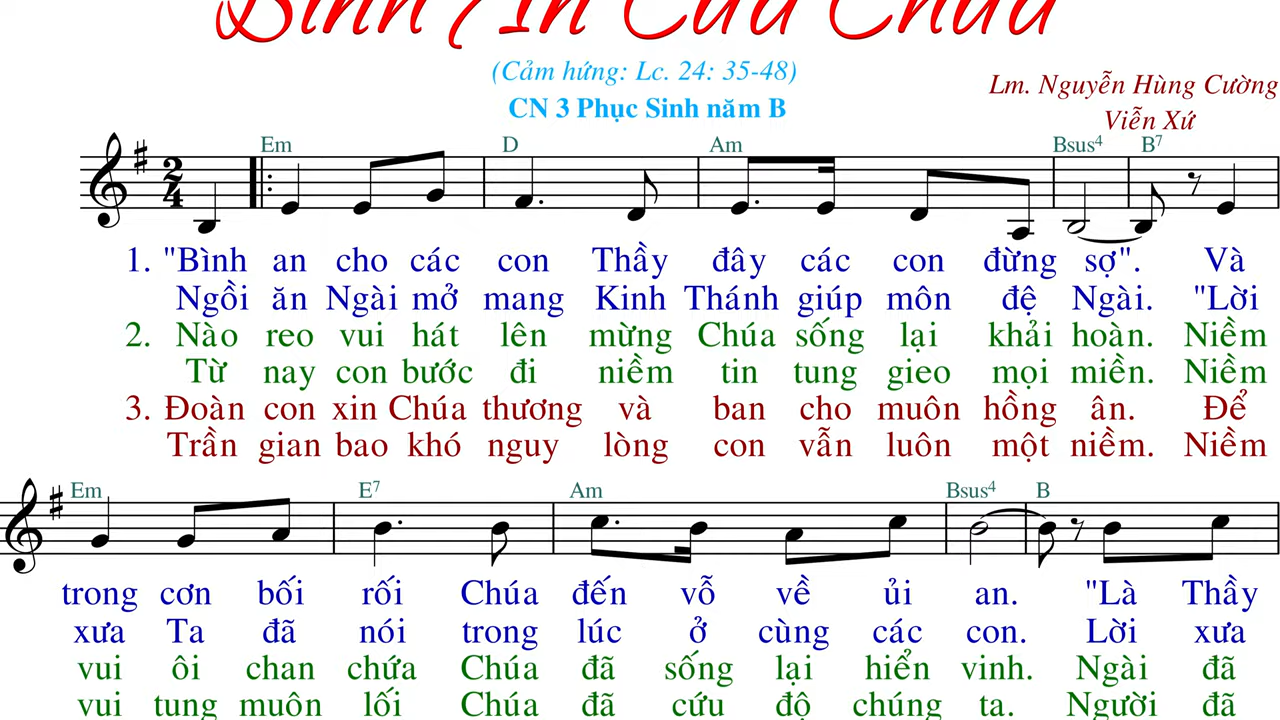 Bình An Của Chúa
(Cảm hứng: Lc. 24: 35-48)
CN 3 Phục Sinh năm B
Lm. Nguyễn Hùng Cường
Viễn Xứ
Em D Am Bsus4 B7
2
4
1. "Bình an cho các con Thầy đây các con đừng sợ". Và
Ngồi ăn Ngài mở mang Kinh Thánh giúp môn đệ Ngài. "Lời
2. Nào reo vui hát lên mừng Chúa sống lại khải hoàn. Niềm
Từ nay con bước đi niềm tin tung gieo mọi miền. Niềm
3. Đoàn con xin Chúa thương và ban cho muôn hồng ân. Để
Trần gian bao khó nguy lòng con vẫn luôn một niềm. Niềm
Em E7 Am Bsus4 B
trong cơn bối rối Chúa đến vỗ về ủi an. "Là Thầy
xưa Ta đã nói trong lúc ở cùng các con. Lời xưa
vui ôi chan chứa Chúa đã sống lại hiển vinh. Ngài đã
vui tung muôn lối Chúa đã cứu độ chúng ta. Người đã